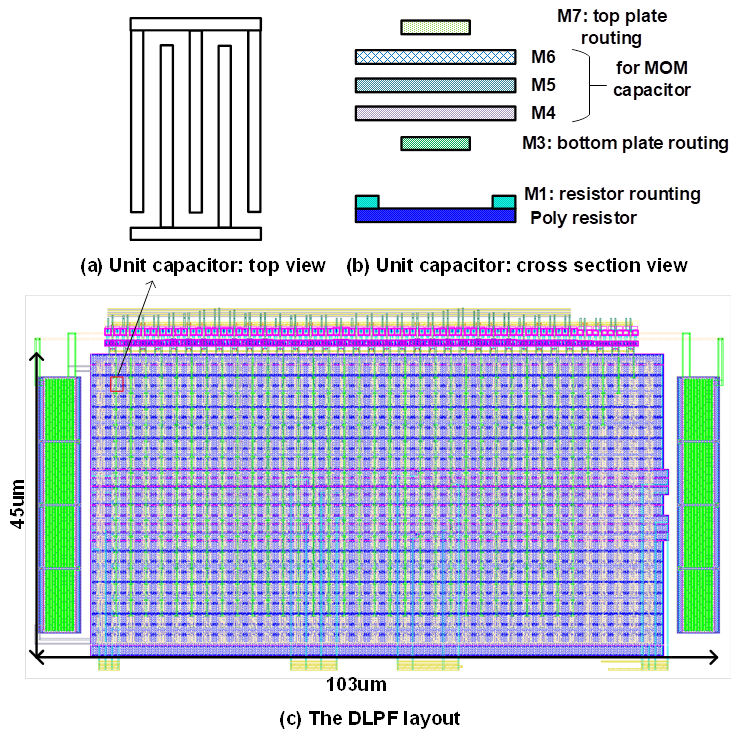 M7: top plate
routing
M6
M5
M4
for MOM
capacitor
M3: bottom plate routing
M1: resistor rounting
Poly resistor
(a) Unit capacitor: top view
(b) Unit capacitor: cross section view
45um
103um
(c) The DLPF layout